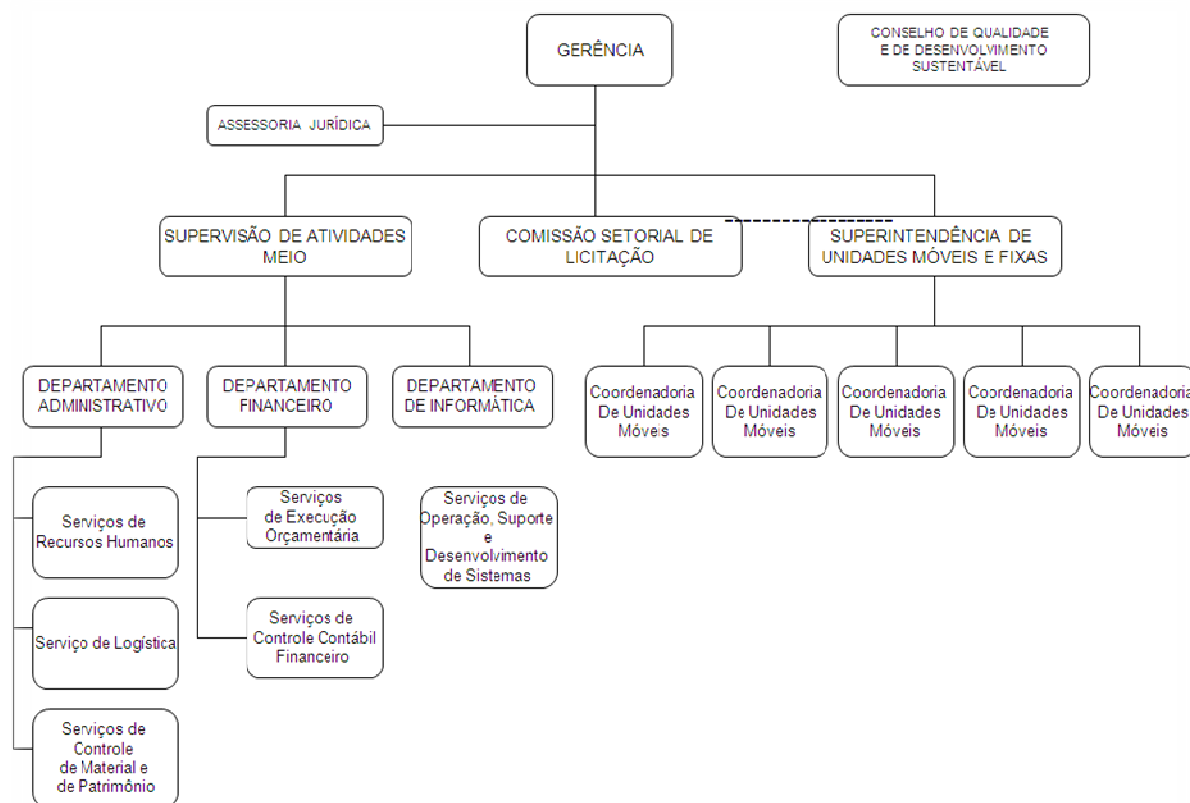 GERÊNCIA
CONSELHO DE QUALIDADE
E DE DESENVOLVIMENTO
SUSTENTÁVEL
ASSESSORIA JURÍDICA
SUPERVISÃO DE ATIVIDADES
MEIO
COMISSÃO SETORIAL DE
LICITAÇÃO
SUPERINTENDÊNCIA DE
UNIDADES MÓVEIS E FIXAS
DEPARTAMENTO
ADMINISTRATIVO
DEPARTAMENTO
FINANCEIRO
DEPARTAMENTO
DE INFORMÁTICA
Coordenadoria
De Unidades
Móveis
Coordenadoria
De Unidades
Móveis
Coordenadoria
De Unidades
Móveis
Coordenadoria
De Unidades
Móveis
Coordenadoria
De Unidades
Móveis
Serviços de
Recursos Humanos
Serviços
de Execução
Orçamentária
Serviços de
Operação, Suporte
e
Desenvolvimento
de Sistemas
Serviço de Logística
Serviços de
Controle Contábil
Financeiro
Serviços de
Controle
de Material e
de Patrimônio